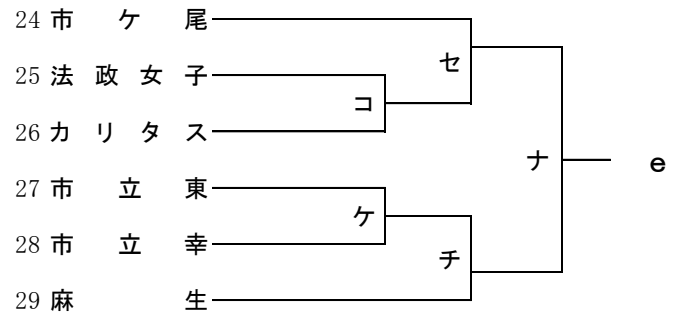 24 市ケ尾
セ
25 法政女子
コ
26 カリタス
ナ e
27 市立東
ケ
28 市立幸
チ
29 麻生